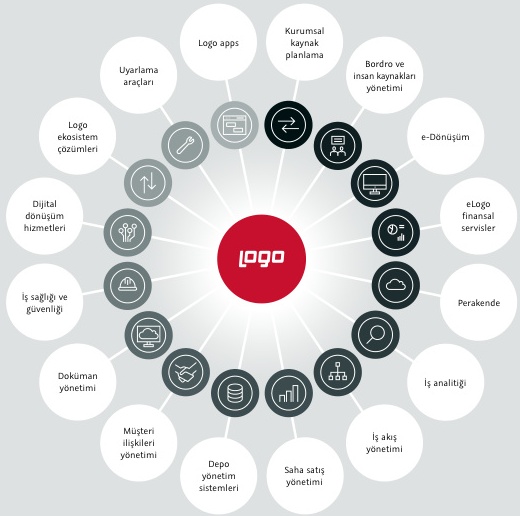 Logo apps
Kurumsal
kaynak
planlama
Bordro ve
insan kaynakları
yönetimi
e-Dönüşüm
eLogo
finansal
servisler
Perakende
İş analitiği
İş akış
yönetimi
Saha satış
yönetimi
Depo
yönetim
sistemleri
Müşteri
ilişkileri
yönetimi
Doküman
yönetimi
İş sağlığı ve
güvenliği
Dijital
dönüşüm
hizmetleri
Logo
ekosistem
çözümleri
Uyarlama
araçları
LOGO